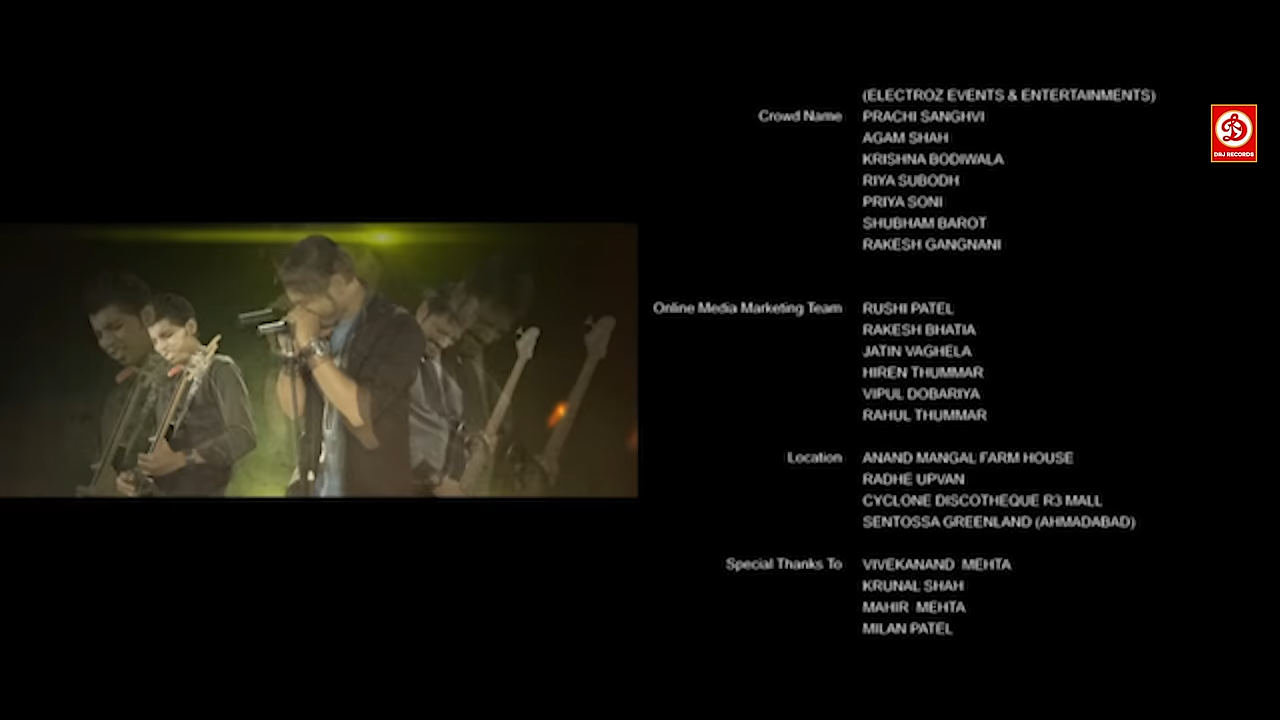 (ELECTROZ EVENTS & ENTERTAINMENTS)
Crowd Name PRACHI SANGHVI
AGAM SHAH
KRISHNA BODIWALA
RIYA SUBODH
PRIYA SONI
SHUBHAM BAROT
RAKESH GANGNANI
Online Media Marketing Team RUSHI PATEL
RAKESH BHATIA
JATIN VAGHELA
HIREN THUMMAR
VIPUL DOBARIYA
RAHUL THUMMAR
Location ANAND MANGAL FARM HOUSE
RADHE UPVAN
CYCLONE DISCOTHEQUE R3 MALL
SENTOSSA GREENLAND (AHMADABAD)
Special Thanks To VIVEKANAND MEHTA
KRUNAL SHAH
MAHIR MEHTA
MILAN PATEL
DRJ RECORDS